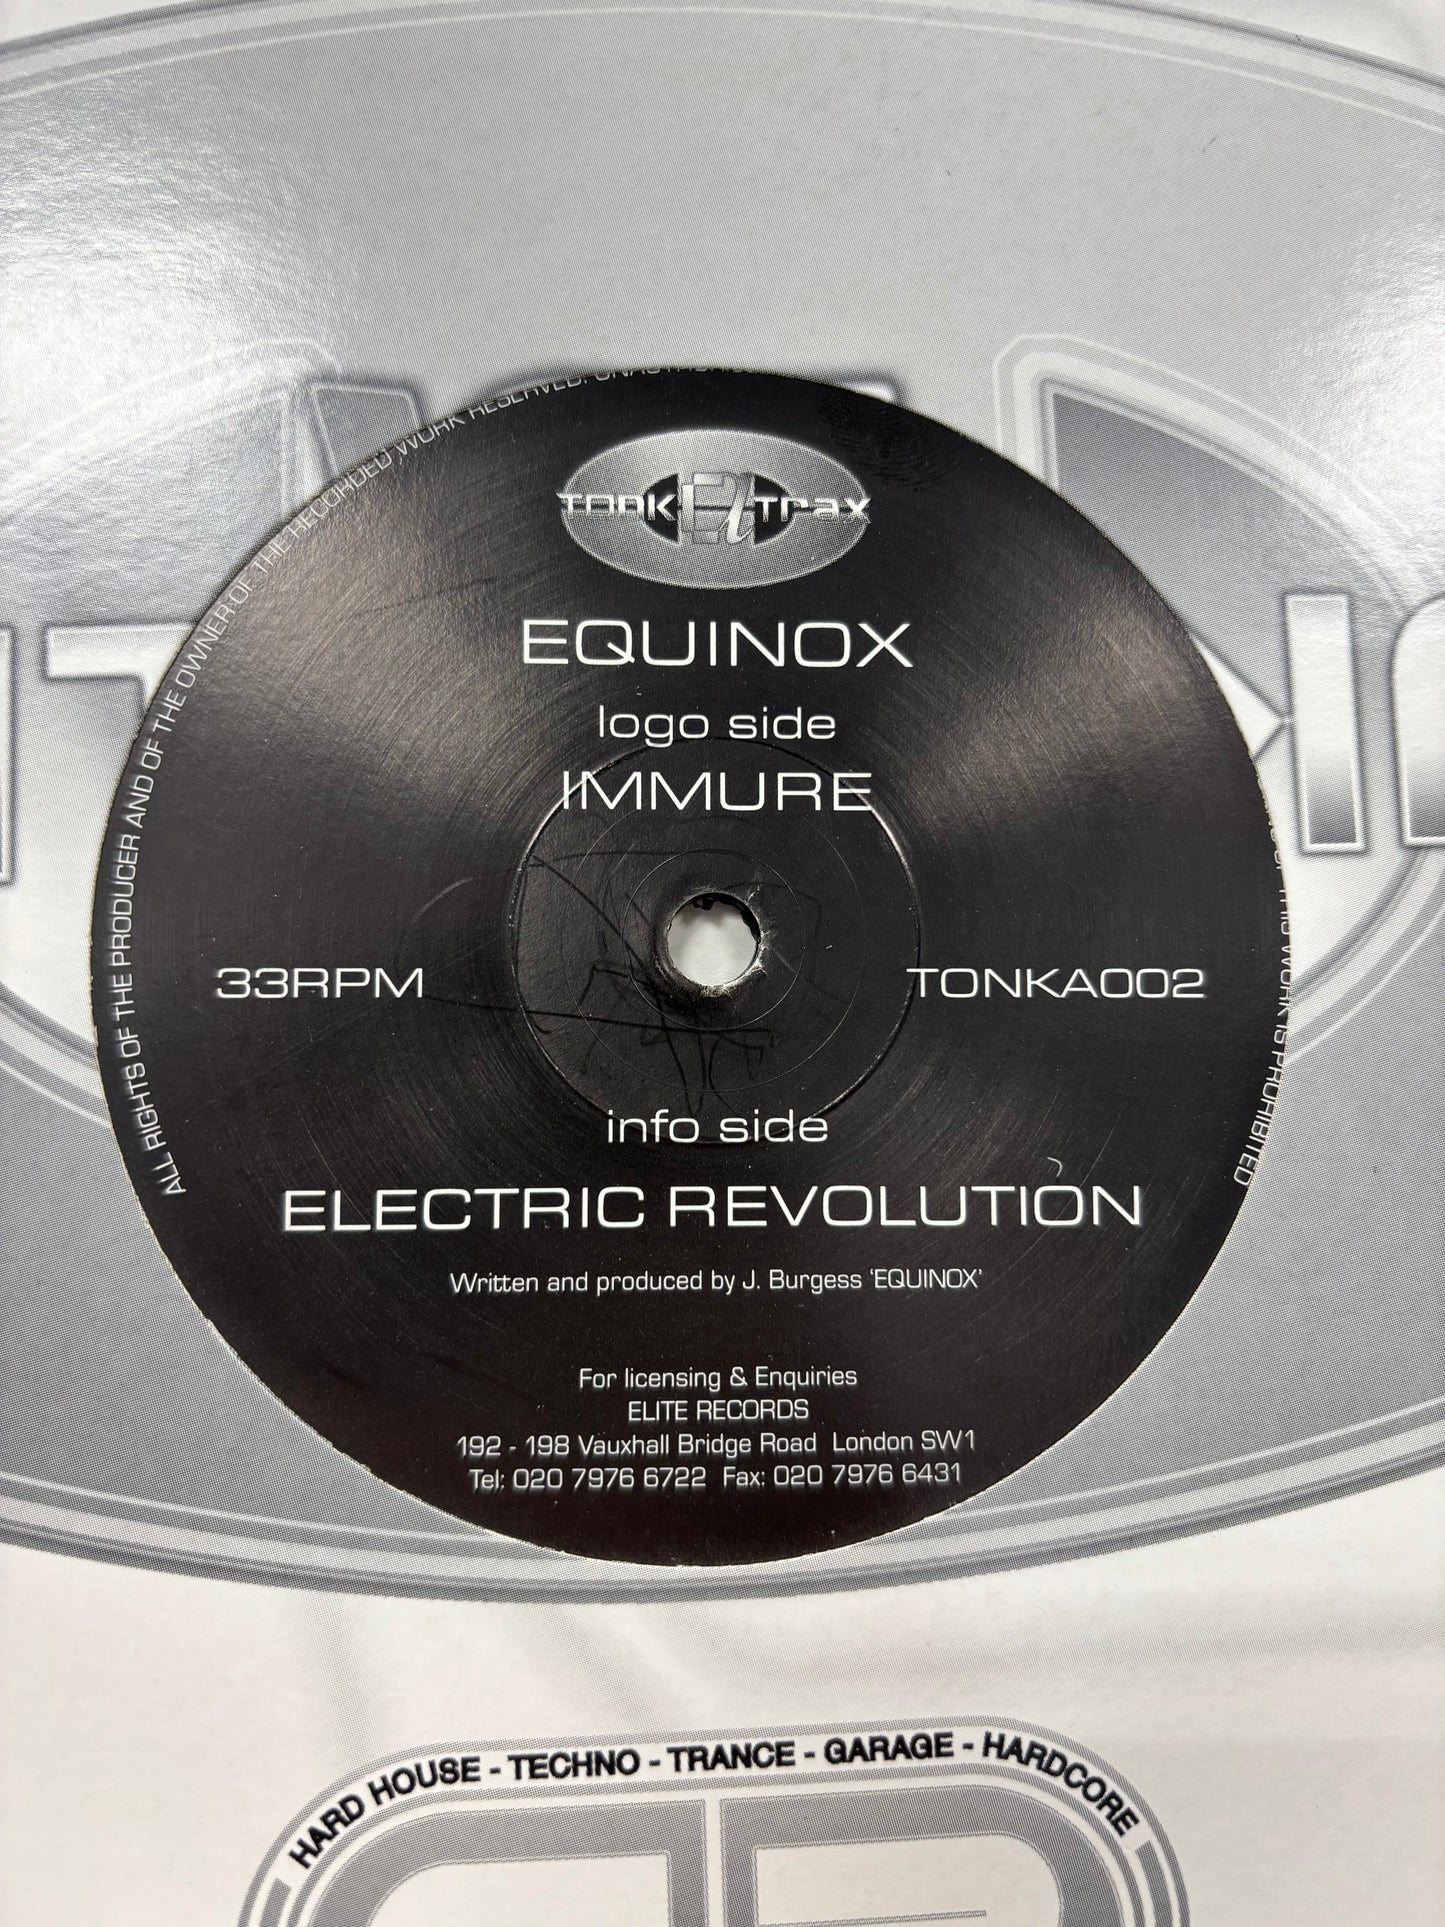 ALL RIGHTS OF THE PRODUCER AND OF THE OWNER OF THE RECORDED WORK RESERVED.
WORK IS PROHIBITED
TONKA Trax
EQUINOX
logo side
IMMURE
33RPM
TONKA002
info side
ELECTRIC REVOLUTION
Written and produced by J. Burgess 'EQUINOX'
For licensing & Enquiries
ELITE RECORDS
192 - 198 Vauxhall Bridge Road London SW1
Tel: 020 7976 6722 Fax: 020 7976 6431
HARD HOUSE - TECHNO - TRANCE - GARAGE - HARDCORE